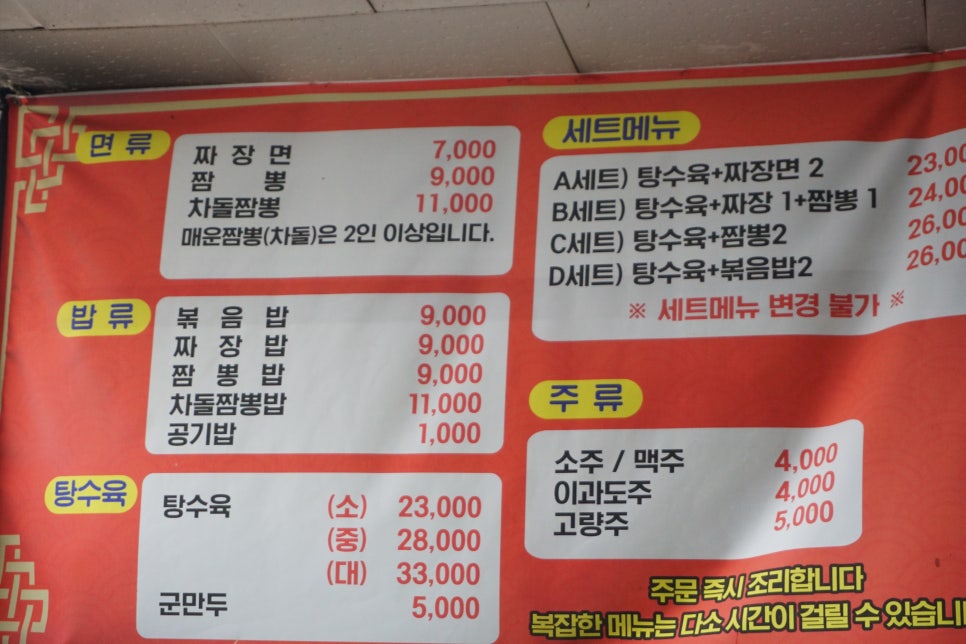 면 류
짜 장 면 7,000
짬 뽕 9,000
차돌짬뽕 11,000
매운짬뽕(차돌)은 2인 이상입니다.
밥 류
볶 음 밥 9,000
짜 장 밥 9,000
짬 뽕 밥 9,000
차돌짬뽕밥 11,000
공기밥 1,000
탕수육
탕수육 (소) 23,000
(중) 28,000
(대) 33,000
군만두 5,000
세트메뉴
A세트) 탕수육+짜장면 2 23,00
B세트) 탕수육+짜장 1+짬뽕 1 24,00
C세트) 탕수육+짬뽕2 26,00
D세트) 탕수육+볶음밥2 26,00
※ 세트메뉴 변경 불가 ※
주 류
소주 / 맥주 4,000
이과도주 4,000
고량주 5,000
주문 즉시 조리합니다
복잡한 메뉴는 다소 시간이 걸릴 수 있습니